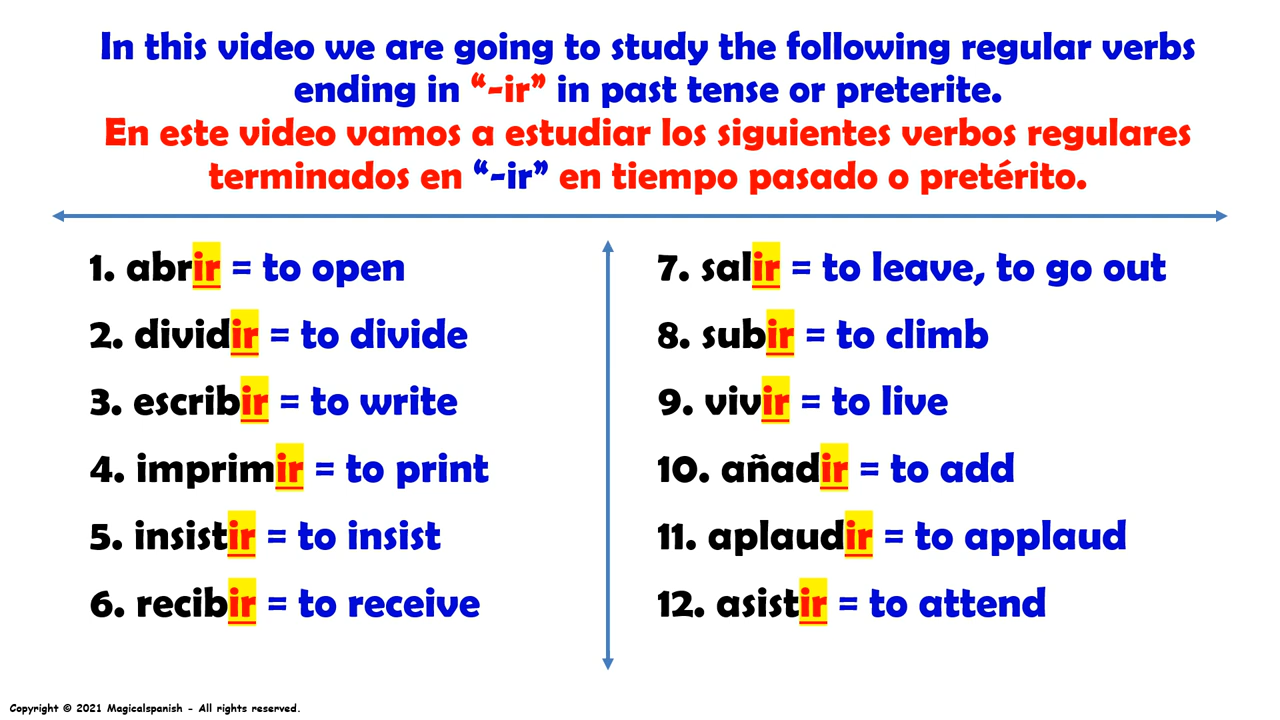 In this video we are going to study the following regular verbs
ending in “-ir” in past tense or preterite.
En este video vamos a estudiar los siguientes verbos regulares
terminados en “-ir” en tiempo pasado o pretérito.
1. abrir = to open
2. dividir = to divide
3. escribir = to write
4. imprimir = to print
5. insistir = to insist
6. recibir = to receive
7. salir = to leave, to go out
8. subir = to climb
9. vivir = to live
10. añadir = to add
11. aplaudir = to applaud
12. asistir = to attend
Copyright © 2021 Magicalspanish - All rights reserved.